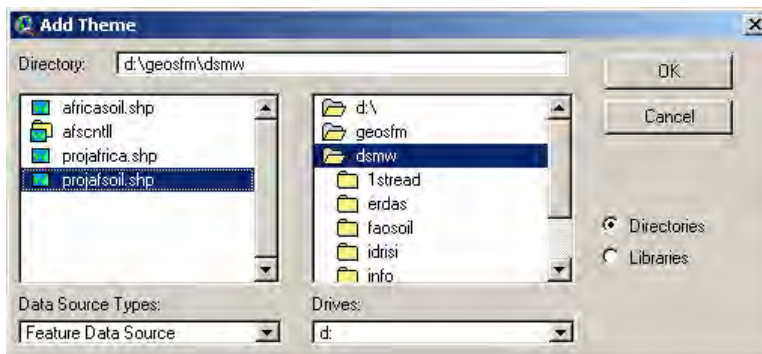 Add Theme
Directory: d:\geosfm\dsmw
OK
Cancel
africasoil.shp
afscntll
projafrica.shp
projafsoil.shp
d:\
geosfm
dsmw
1stread
erdas
faosoil
idrisi
info
Directories
Libraries
Data Source Types:
Feature Data Source
Drives:
d: